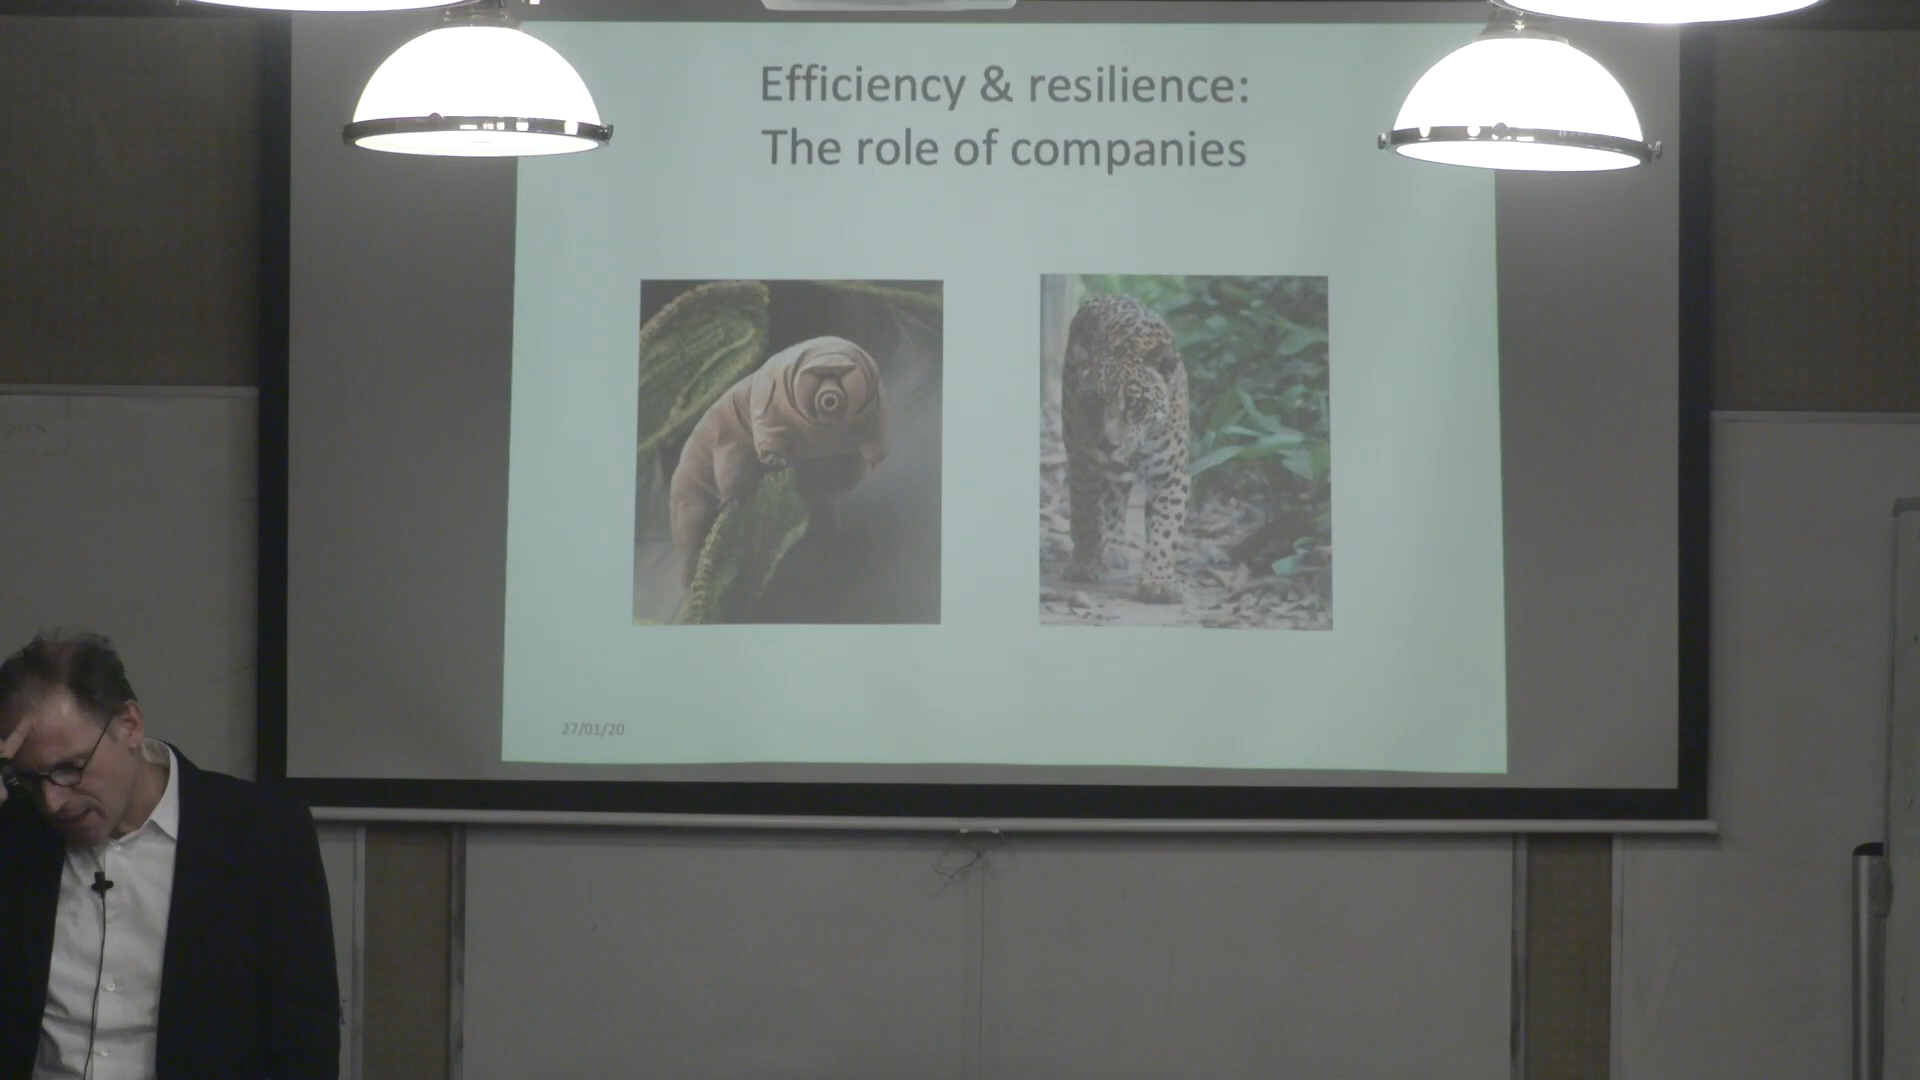 Efficiency & resilience:
The role of companies
27/01/20